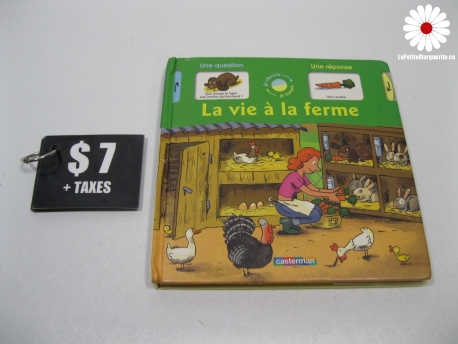 LaPetiteMarguerite.ca
Une question
Une réponse
La vie à la ferme
casterman
$7
+ TAXES